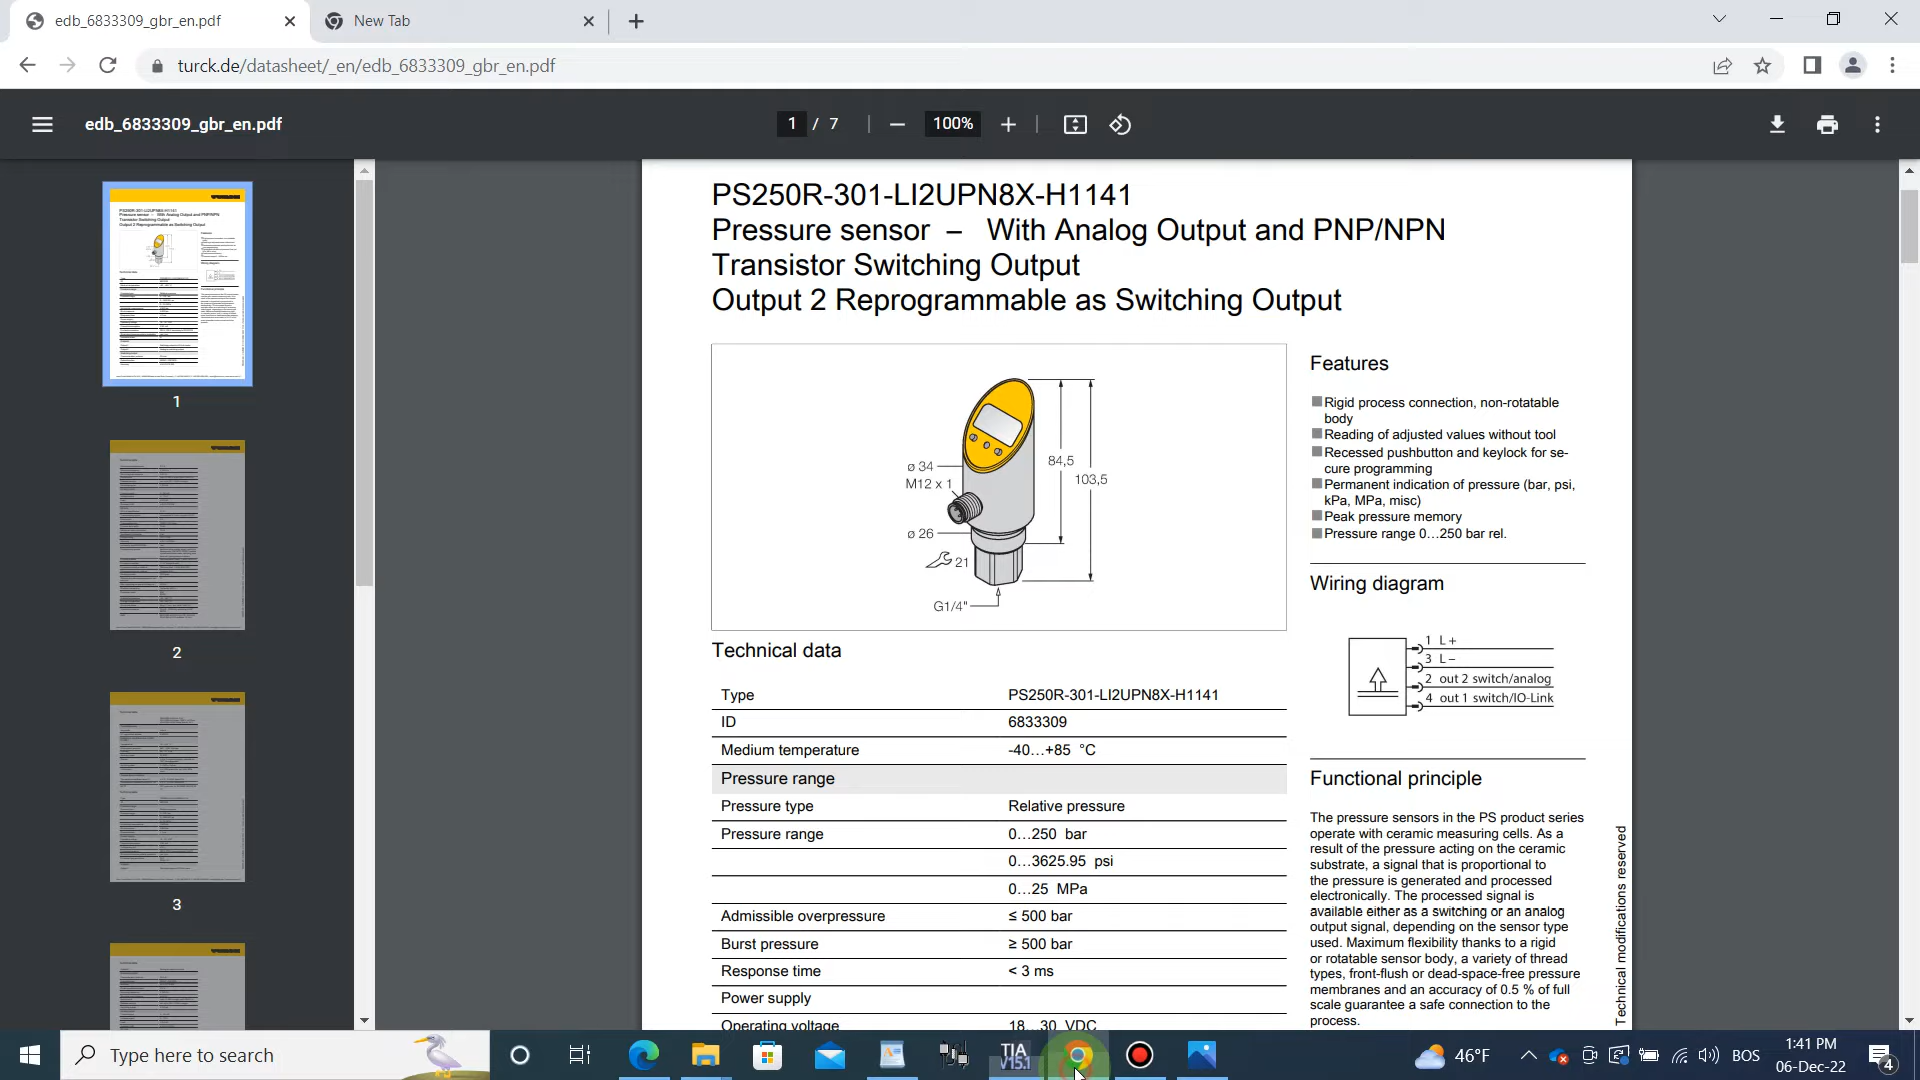 edb_6833309_gbr_en.pdf
New Tab
turck.de/datasheet/_en/edb_6833309_gbr_en.pdf
edb_6833309_gbr_en.pdf
1 / 7
100%
1
2
3
PS250R-301-LI2UPN8X-H1141
Pressure sensor – With Analog Output and PNP/NPN
Transistor Switching Output
Output 2 Reprogrammable as Switching Output
ø 34
M12 x 1
ø 26
21
G1/4"
84,5
103,5
Technical data
Type PS250R-301-LI2UPN8X-H1141
ID 6833309
Medium temperature -40…+85 °C
Pressure range
Pressure type Relative pressure
Pressure range 0…250 bar
0…3625.95 psi
0…25 MPa
Admissible overpressure ≤ 500 bar
Burst pressure ≥ 500 bar
Response time < 3 ms
Power supply
Operating voltage 18…30 VDC
Features
Rigid process connection, non-rotatable
body
Reading of adjusted values without tool
Recessed pushbutton and keylock for se-
cure programming
Permanent indication of pressure (bar, psi,
kPa, MPa, misc)
Peak pressure memory
Pressure range 0…250 bar rel.
Wiring diagram
1 L+
3 L–
2 out 2 switch/analog
4 out 1 switch/IO-Link
Functional principle
The pressure sensors in the PS product series
operate with ceramic measuring cells. As a
result of the pressure acting on the ceramic
substrate, a signal that is proportional to
the pressure is generated and processed
electronically. The processed signal is
available either as a switching or an analog
output signal, depending on the sensor type
used. Maximum flexibility thanks to a rigid
or rotatable sensor body, a variety of thread
types, front-flush or dead-space-free pressure
membranes and an accuracy of 0.5 % of full
scale guarantee a safe connection to the
process.
Technical modifications reserved
Type here to search
TIA
V15.1
46°F
BOS
1:41 PM
06-Dec-22
4